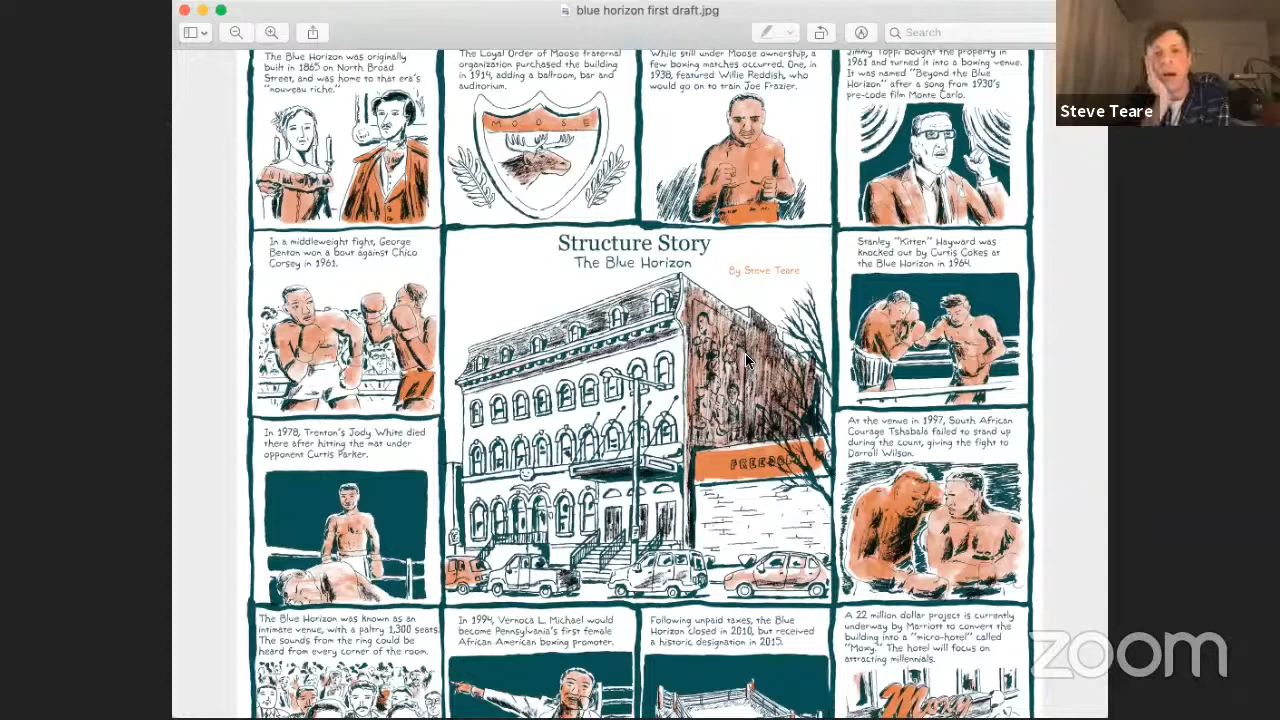 blue horizon first draft.jpg
Search
Steve Teare
The Blue Horizon was originally
built in 1865 on North Broad
Street, and was home to that era's
"nouveau riche."
The Loyal Order of Moose fraternal
organization purchased the building
in 1914, adding a ballroom, bar and
auditorium.
MOOSE
While still under Moose ownership, a
few boxing matches occurred. One, in
1938, featured Willie Reddish, who
would go on to train Joe Frazier.
Jimmy Toppi bought the property in
1961 and turned it into a boxing venue.
It was named "Beyond the Blue
Horizon" after a song from 1930's
pre-code film Monte Carlo.
In a middleweight fight, George
Benton won a bout against Chico
Corsey in 1961.
Structure Story
The Blue Horizon
By Steve Teare
Stanley "Kitten" Hayward was
knocked out by Curtis Cokes at
the Blue Horizon in 1964.
In 1978, Trenton's Jody White died
there after hitting the mat under
opponent Curtis Parker.
At the venue in 1997, South African
Courage Tshabala failed to stand up
during the count, giving the fight to
Darroll Wilson.
The Blue Horizon was known as an
intimate venue, with a paltry 1,300 seats.
The sounds from the ring could be
heard from every corner of the room.
In 1994, Vernoca L. Michael would
become Pennsylvania's first female
African American boxing promoter.
Following unpaid taxes, the Blue
Horizon closed in 2010, but received
a historic designation in 2015.
A 22 million dollar project is currently
underway by Marriott to convert the
building into a "micro-hotel" called
"Moxy." The hotel will focus on
attracting millennials.
Moxy
zoom